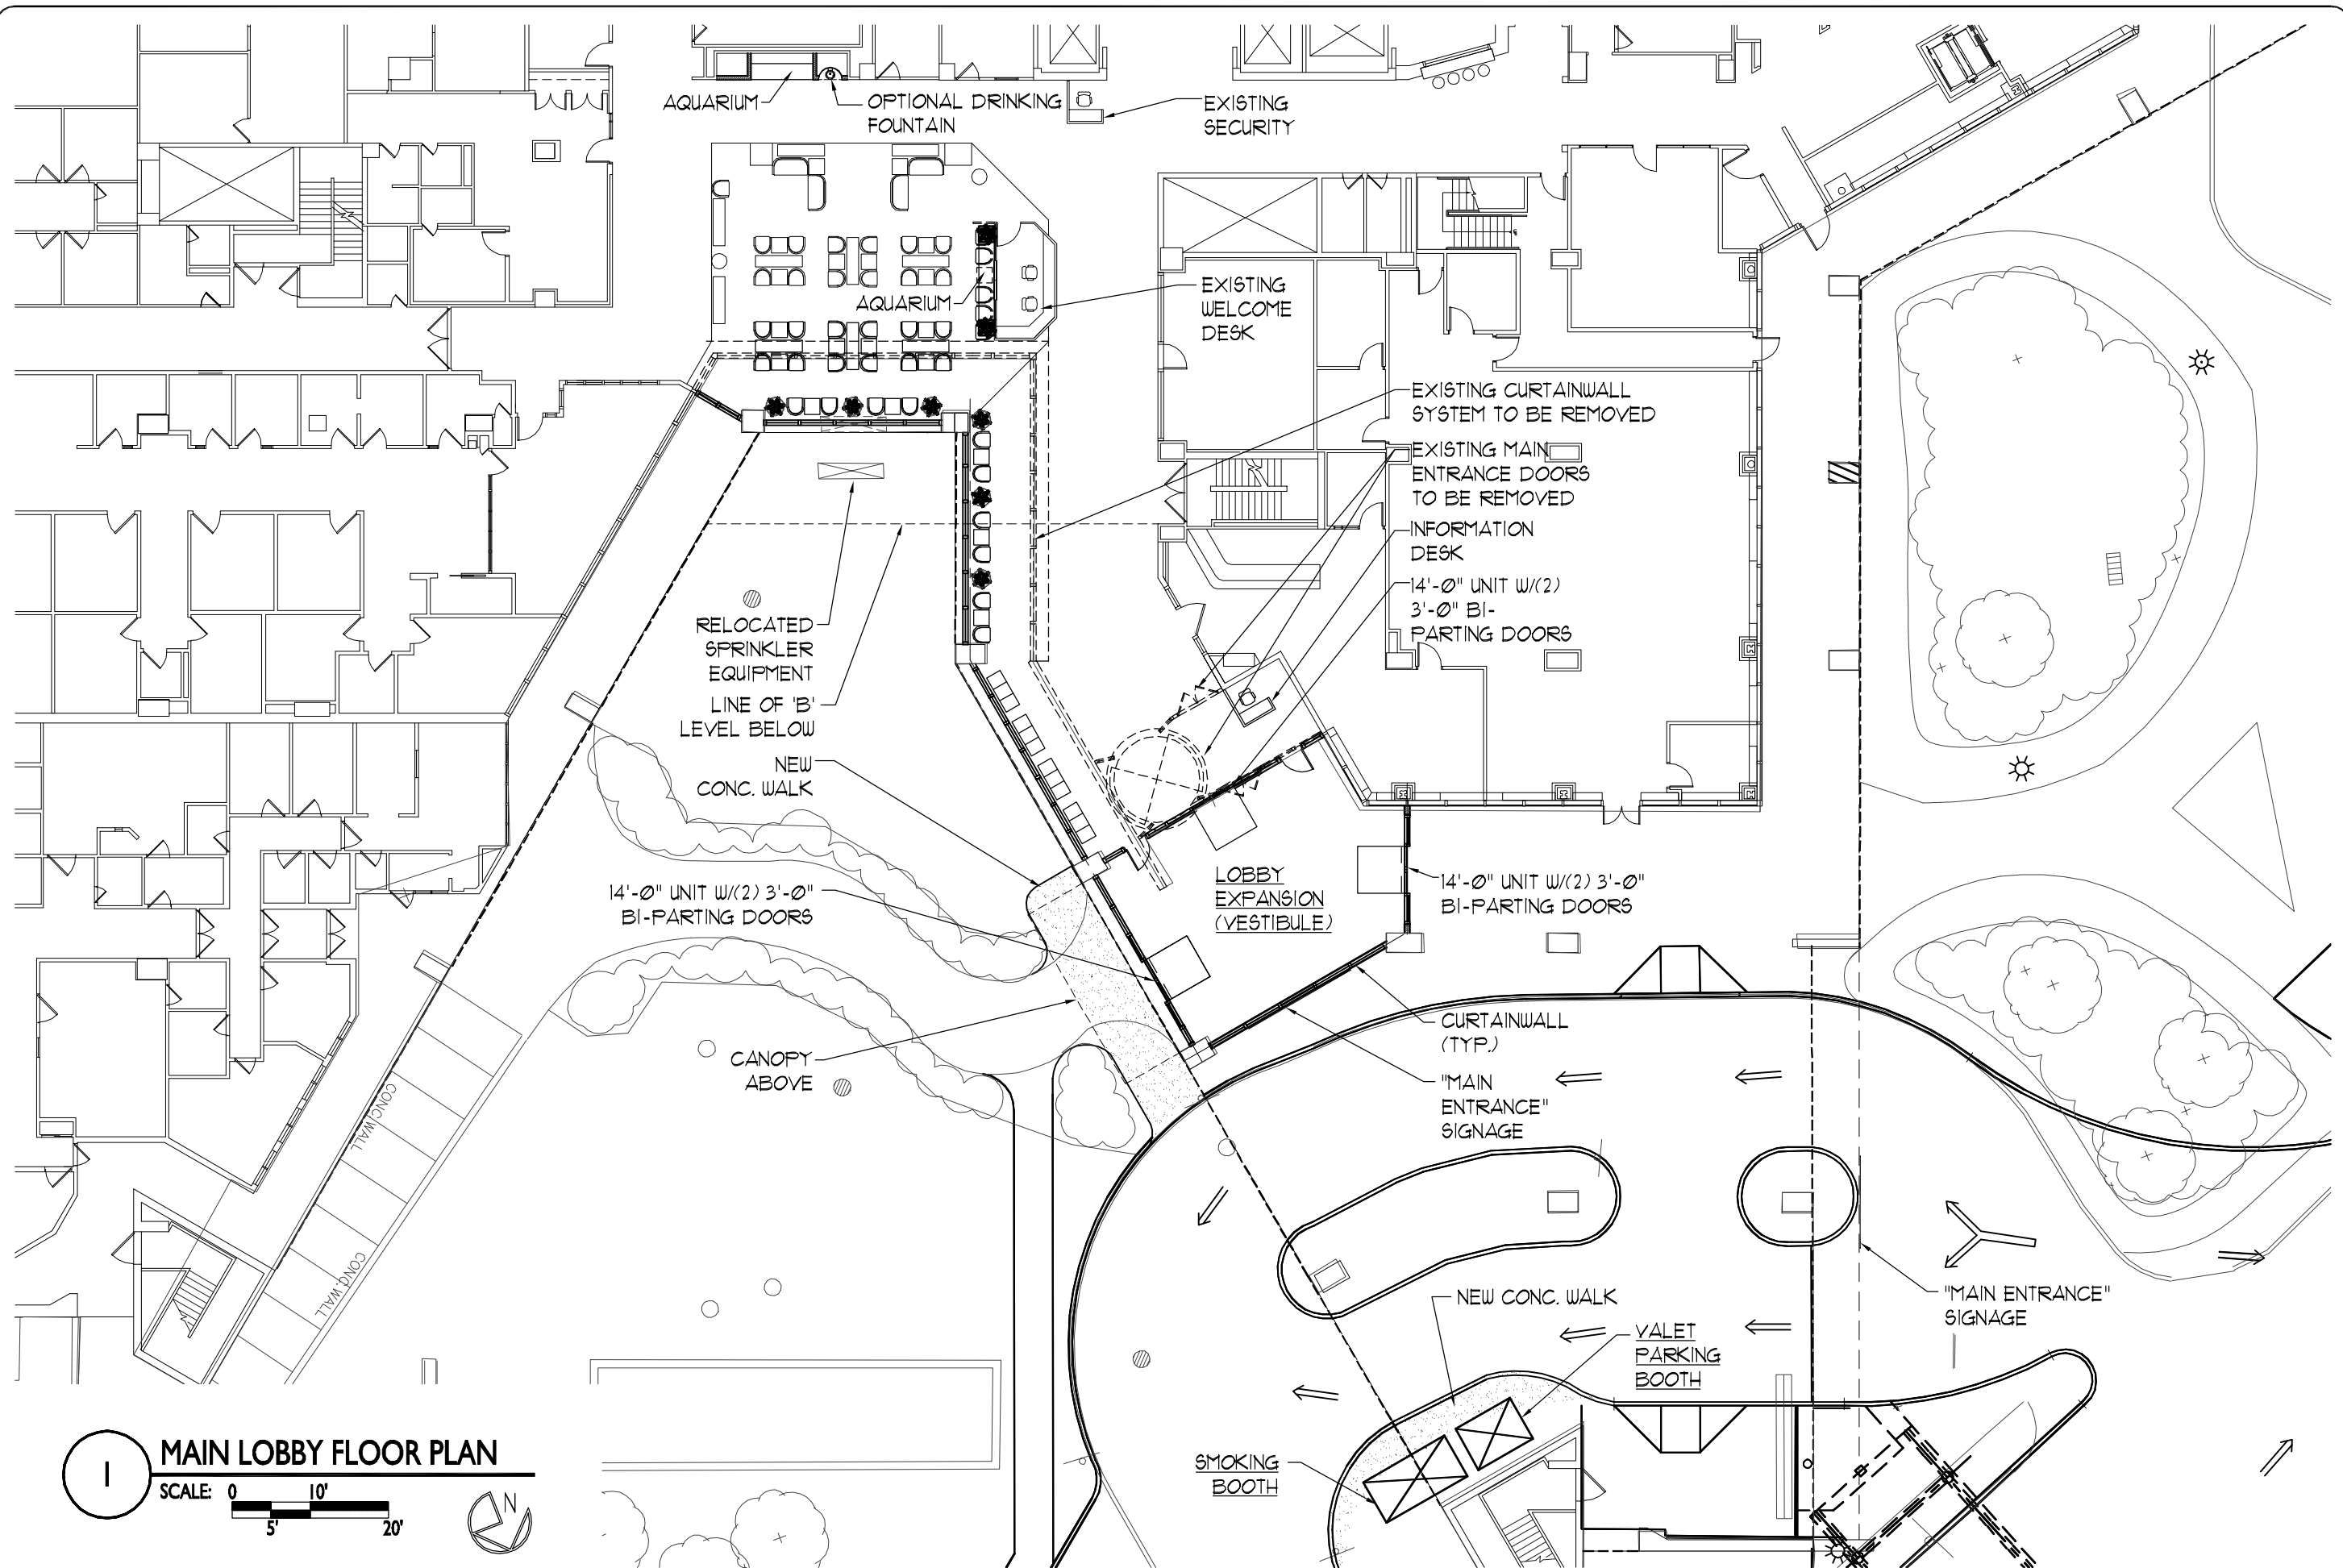 AQUARIUM
OPTIONAL DRINKING
FOUNTAIN
EXISTING
SECURITY
AQUARIUM
EXISTING
WELCOME
DESK
EXISTING CURTAINWALL
SYSTEM TO BE REMOVED
EXISTING MAIN
ENTRANCE DOORS
TO BE REMOVED
INFORMATION
DESK
14'-0" UNIT W/(2)
3'-0" BI-
PARTING DOORS
RELOCATED
SPRINKLER
EQUIPMENT
LINE OF 'B'
LEVEL BELOW
NEW
CONC. WALK
14'-0" UNIT W/(2) 3'-0"
BI-PARTING DOORS
LOBBY
EXPANSION
(VESTIBULE)
14'-0" UNIT W/(2) 3'-0"
BI-PARTING DOORS
CANOPY
ABOVE
CURTAINWALL
(TYP.)
"MAIN
ENTRANCE"
SIGNAGE
CONC. WALL
CONC. WALL
NEW CONC. WALK
VALET
PARKING
BOOTH
"MAIN ENTRANCE"
SIGNAGE
SMOKING
BOOTH
1
MAIN LOBBY FLOOR PLAN
SCALE: 0 10'
5' 20'
N